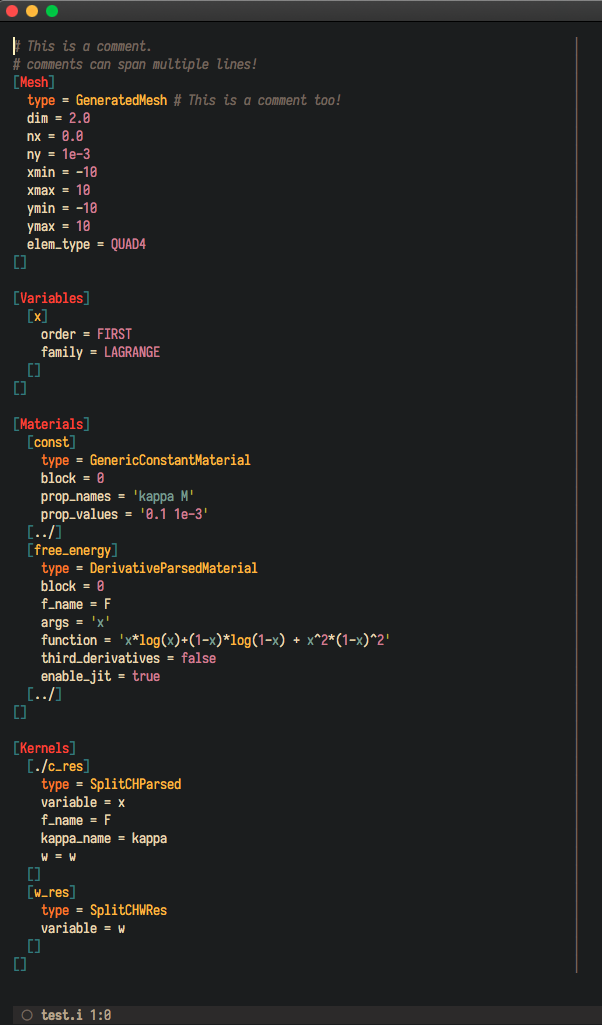 # This is a comment.
# comments can span multiple lines!
[Mesh]
  type = GeneratedMesh # This is a comment too!
  dim = 2.0
  nx = 0.0
  ny = 1e-3
  xmin = -10
  xmax = 10
  ymin = -10
  ymax = 10
  elem_type = QUAD4
[]

[Variables]
  [x]
    order = FIRST
    family = LAGRANGE
  []
[]

[Materials]
  [const]
    type = GenericConstantMaterial
    block = 0
    prop_names = 'kappa M'
    prop_values = '0.1 1e-3'
  [../]
  [free_energy]
    type = DerivativeParsedMaterial
    block = 0
    f_name = F
    args = 'x'
    function = 'x*log(x)+(1-x)*log(1-x) + x^2*(1-x)^2'
    third_derivatives = false
    enable_jit = true
  [../]
[]

[Kernels]
  [./c_res]
    type = SplitCHParsed
    variable = x
    f_name = F
    kappa_name = kappa
    w = w
  []
  [w_res]
    type = SplitCHWRes
    variable = w
  []
[]
test.i 1:0